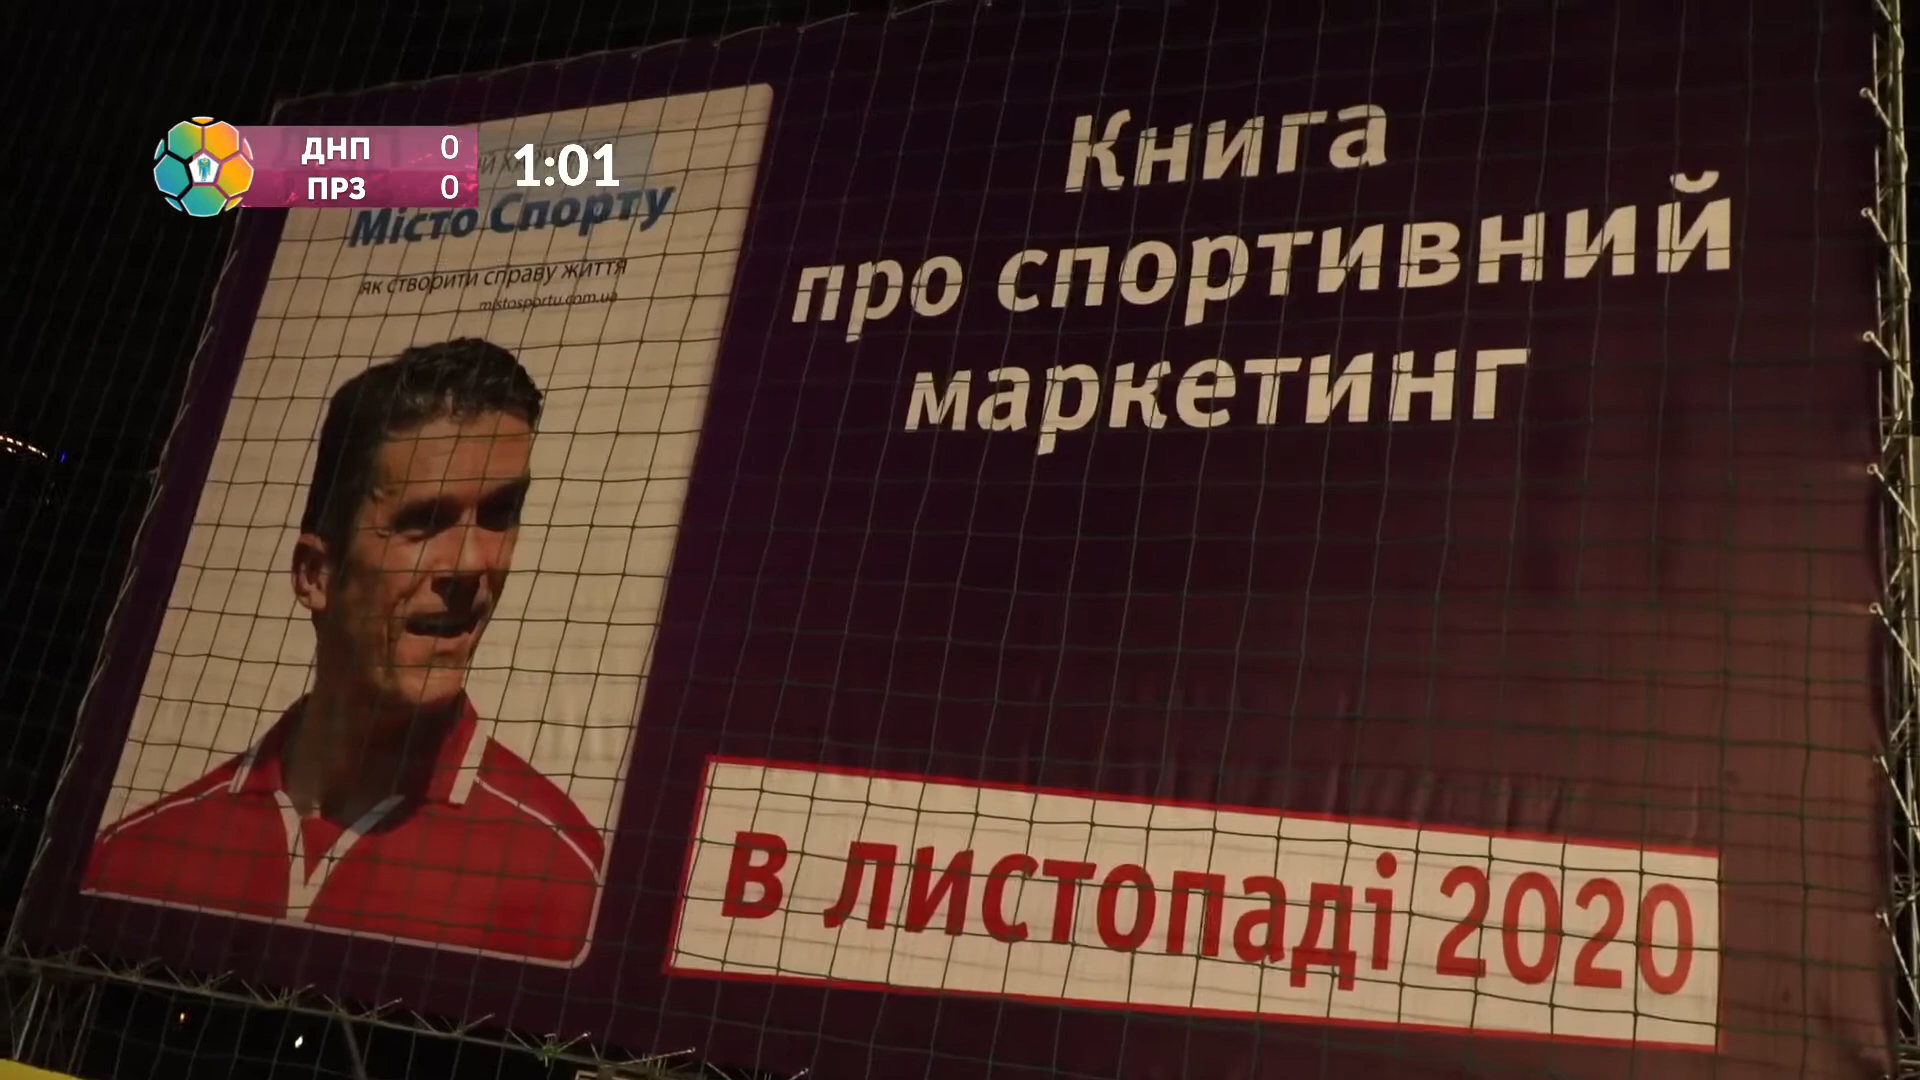 ДНП 0
ПРЗ 0
1:01
Місто Спорту
як створити справу життя
mistosportu.com.ua
Книга
про спортивний
маркетинг
в листопаді 2020